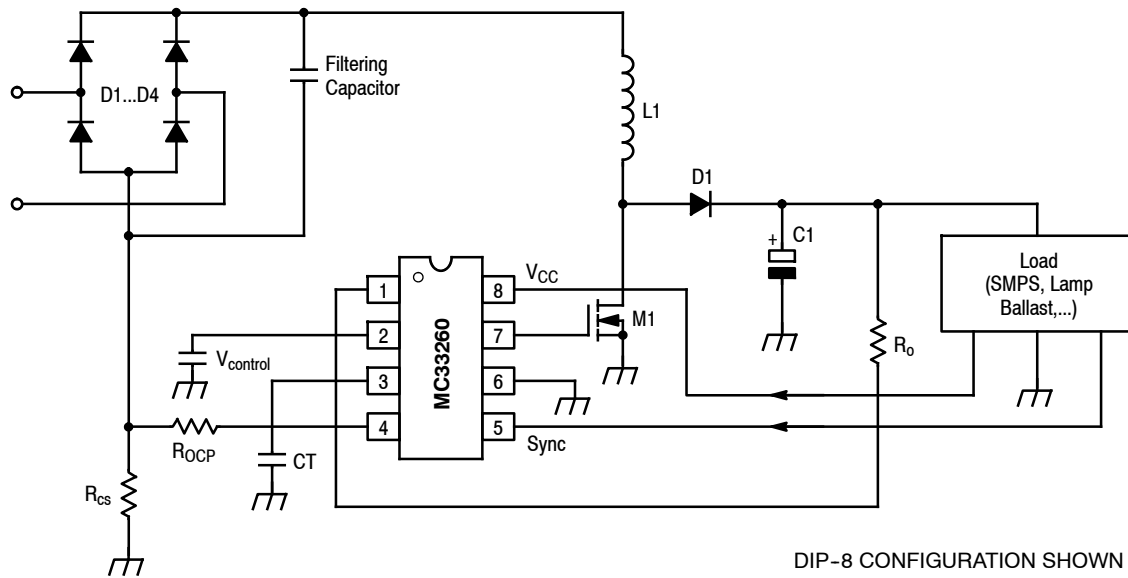 Filtering
Capacitor
D1...D4
L1
D1
+
C1
VCC
Load
(SMPS, Lamp
Ballast,...)
1
8
M1
MC33260
2
7
Vcontrol
Ro
3
6
4
5
Sync
ROCP
CT
Rcs
DIP-8 CONFIGURATION SHOWN